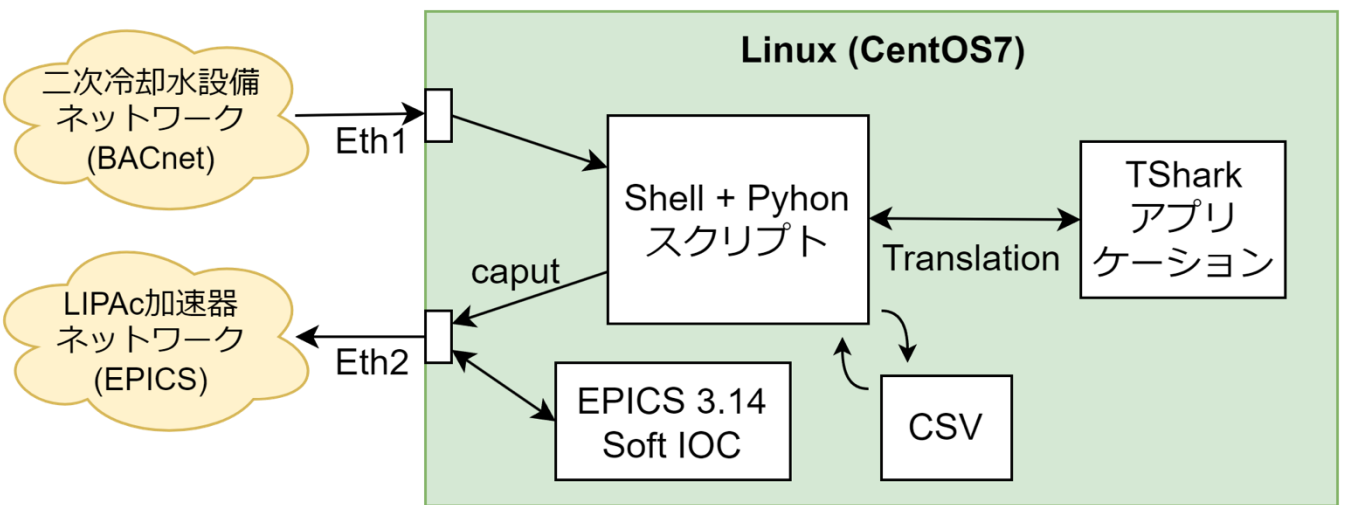 Linux (CentOS7)
二次冷却水設備
ネットワーク
(BACnet)
Eth1
Shell + Pyhon
スクリプト
TShark
アプリ
ケーション
Translation
caput
LIPAc加速器
ネットワーク
(EPICS)
Eth2
EPICS 3.14
Soft IOC
CSV